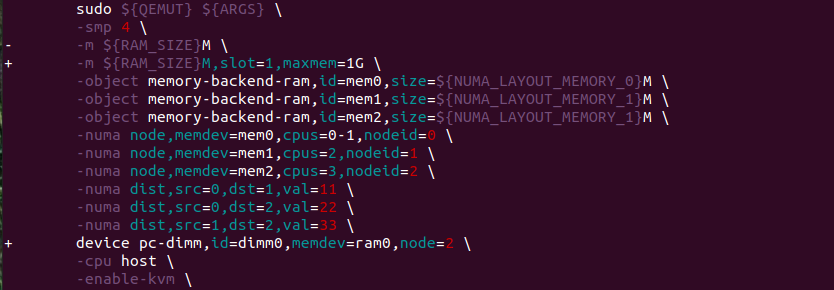 sudo ${QEMUT} ${ARGS} \
-smp 4 \
- -m ${RAM_SIZE}M \
+ -m ${RAM_SIZE}M,slot=1,maxmem=1G \
-object memory-backend-ram,id=mem0,size=${NUMA_LAYOUT_MEMORY_0}M \
-object memory-backend-ram,id=mem1,size=${NUMA_LAYOUT_MEMORY_1}M \
-object memory-backend-ram,id=mem2,size=${NUMA_LAYOUT_MEMORY_1}M \
-numa node,memdev=mem0,cpus=0-1,nodeid=0 \
-numa node,memdev=mem1,cpus=2,nodeid=1 \
-numa node,memdev=mem2,cpus=3,nodeid=2 \
-numa dist,src=0,dst=1,val=11 \
-numa dist,src=0,dst=2,val=22 \
-numa dist,src=1,dst=2,val=33 \
+ device pc-dimm,id=dimm0,memdev=ram0,node=2 \
-cpu host \
-enable-kvm \